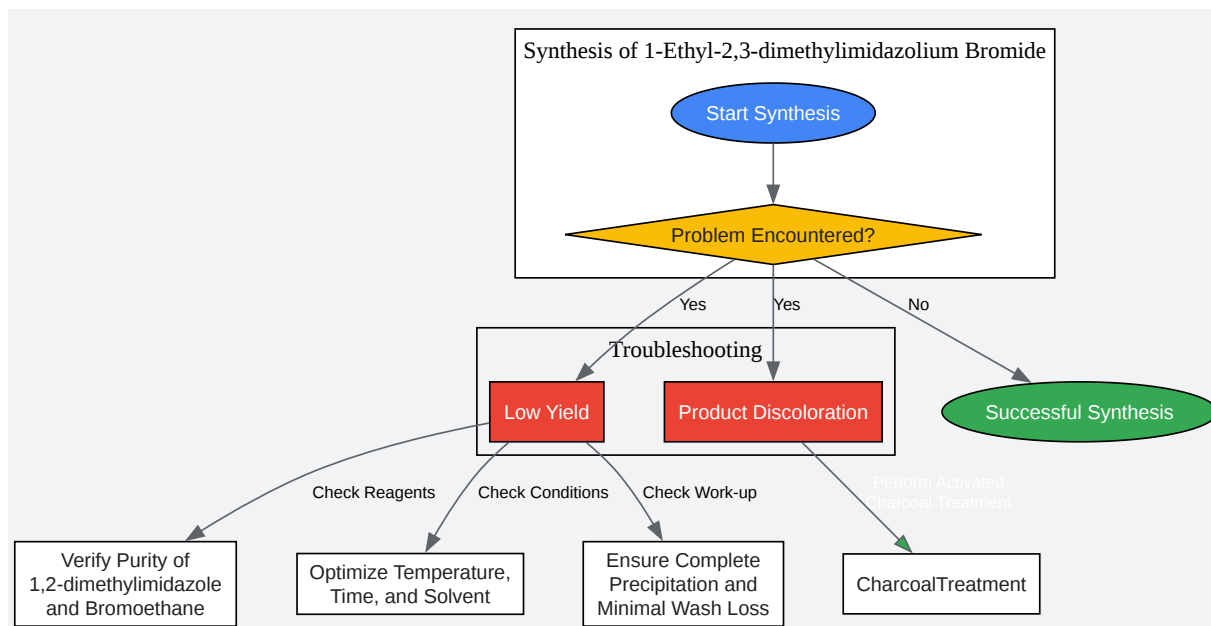 Synthesis of 1-Ethyl-2,3-dimethylimidazolium Bromide
Start Synthesis
Problem Encountered?
Yes
Yes
No
Troubleshooting
Low Yield
Product Discoloration
Successful Synthesis
Check Reagents
Check Conditions
Check Work-up
Perform Activated
Charcoal Treatment
Verify Purity of
1,2-dimethylimidazole
and Bromoethane
Optimize Temperature,
Time, and Solvent
Ensure Complete
Precipitation and
Minimal Wash Loss
CharcoalTreatment